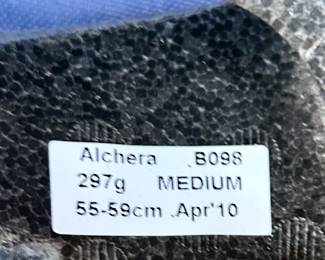 Alchera .B098
297g MEDIUM
55-59cm .Apr'10